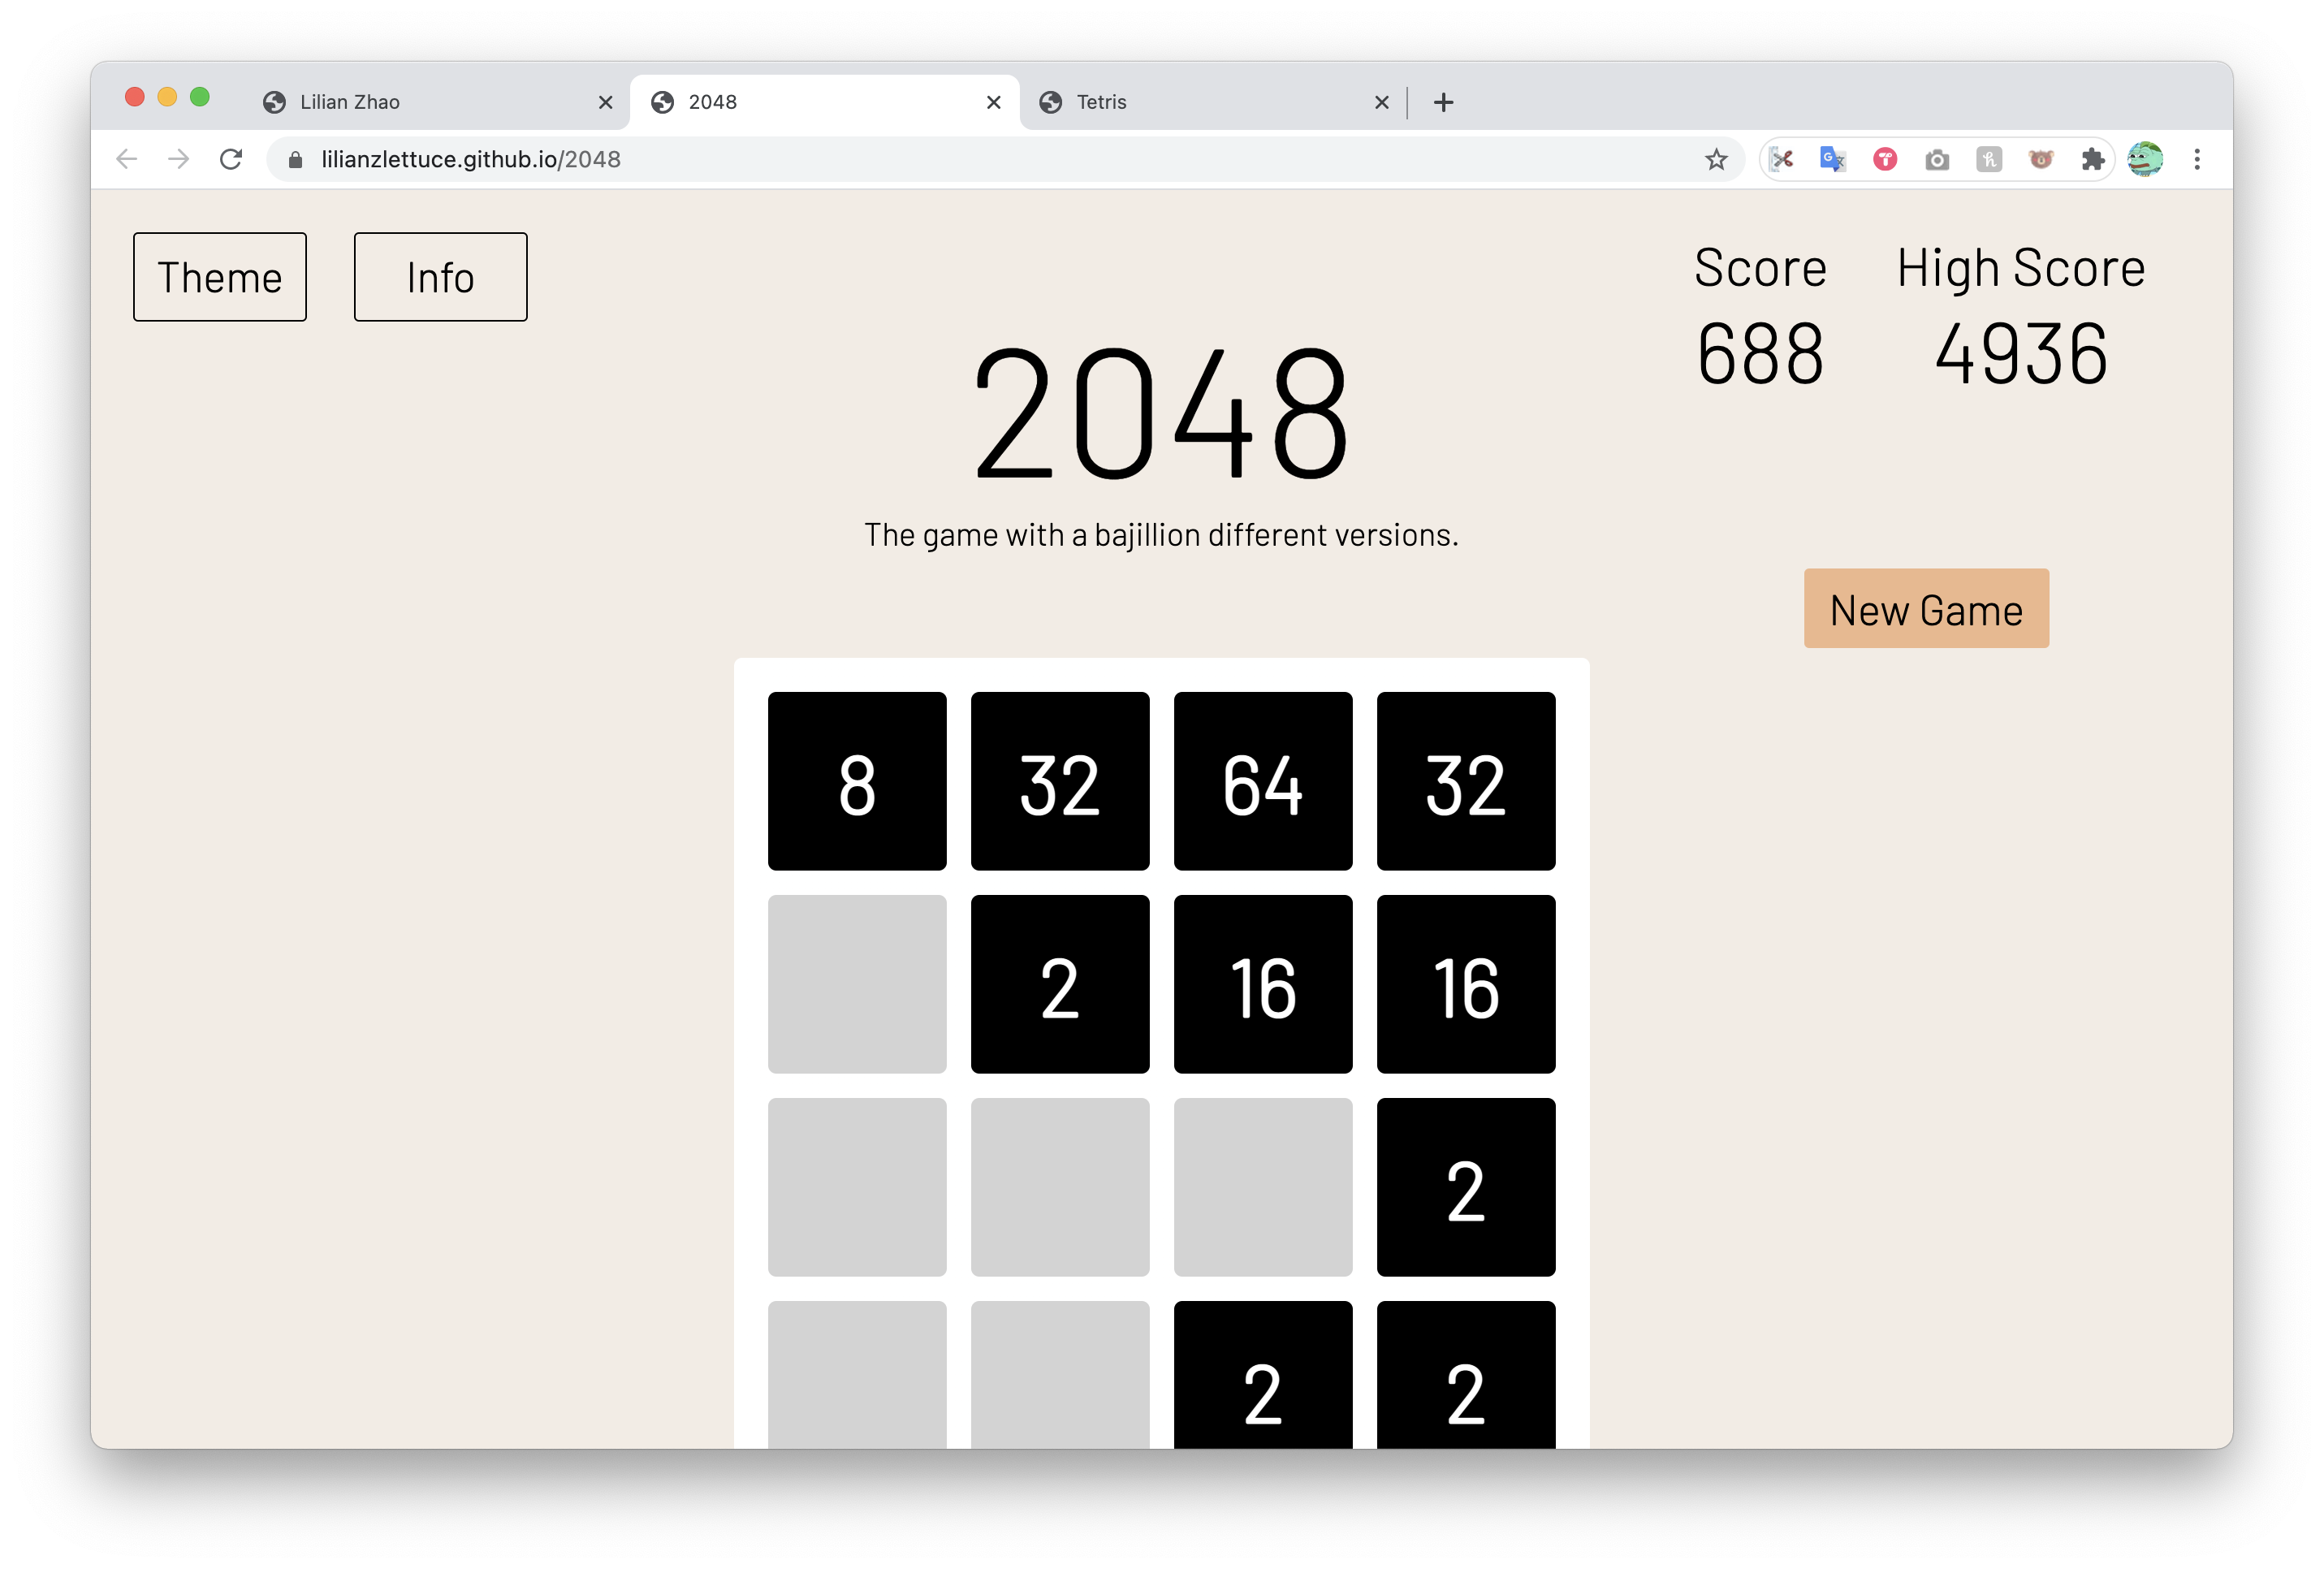 Lilian Zhao
2048
Tetris
lilianzlettuce.github.io/2048
Theme
Info
Score
High Score
688
4936
2048
The game with a bajillion different versions.
New Game
8 32 64 32
2 16 16
2
2 2